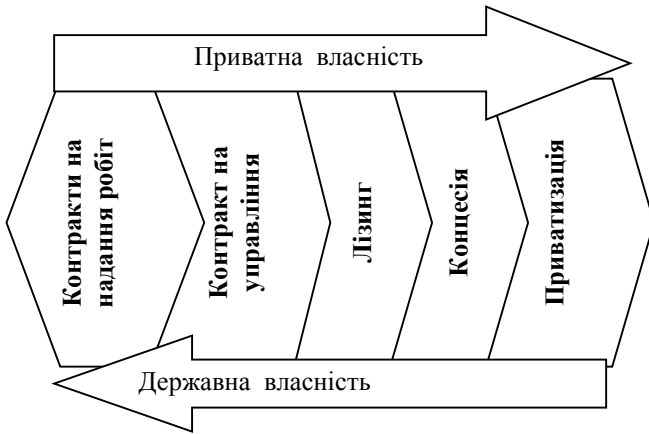 Приватна власність
Контракти на
надання робіт
Контракт на
управління
Лізинг
Концесія
Приватизація
Державна власність